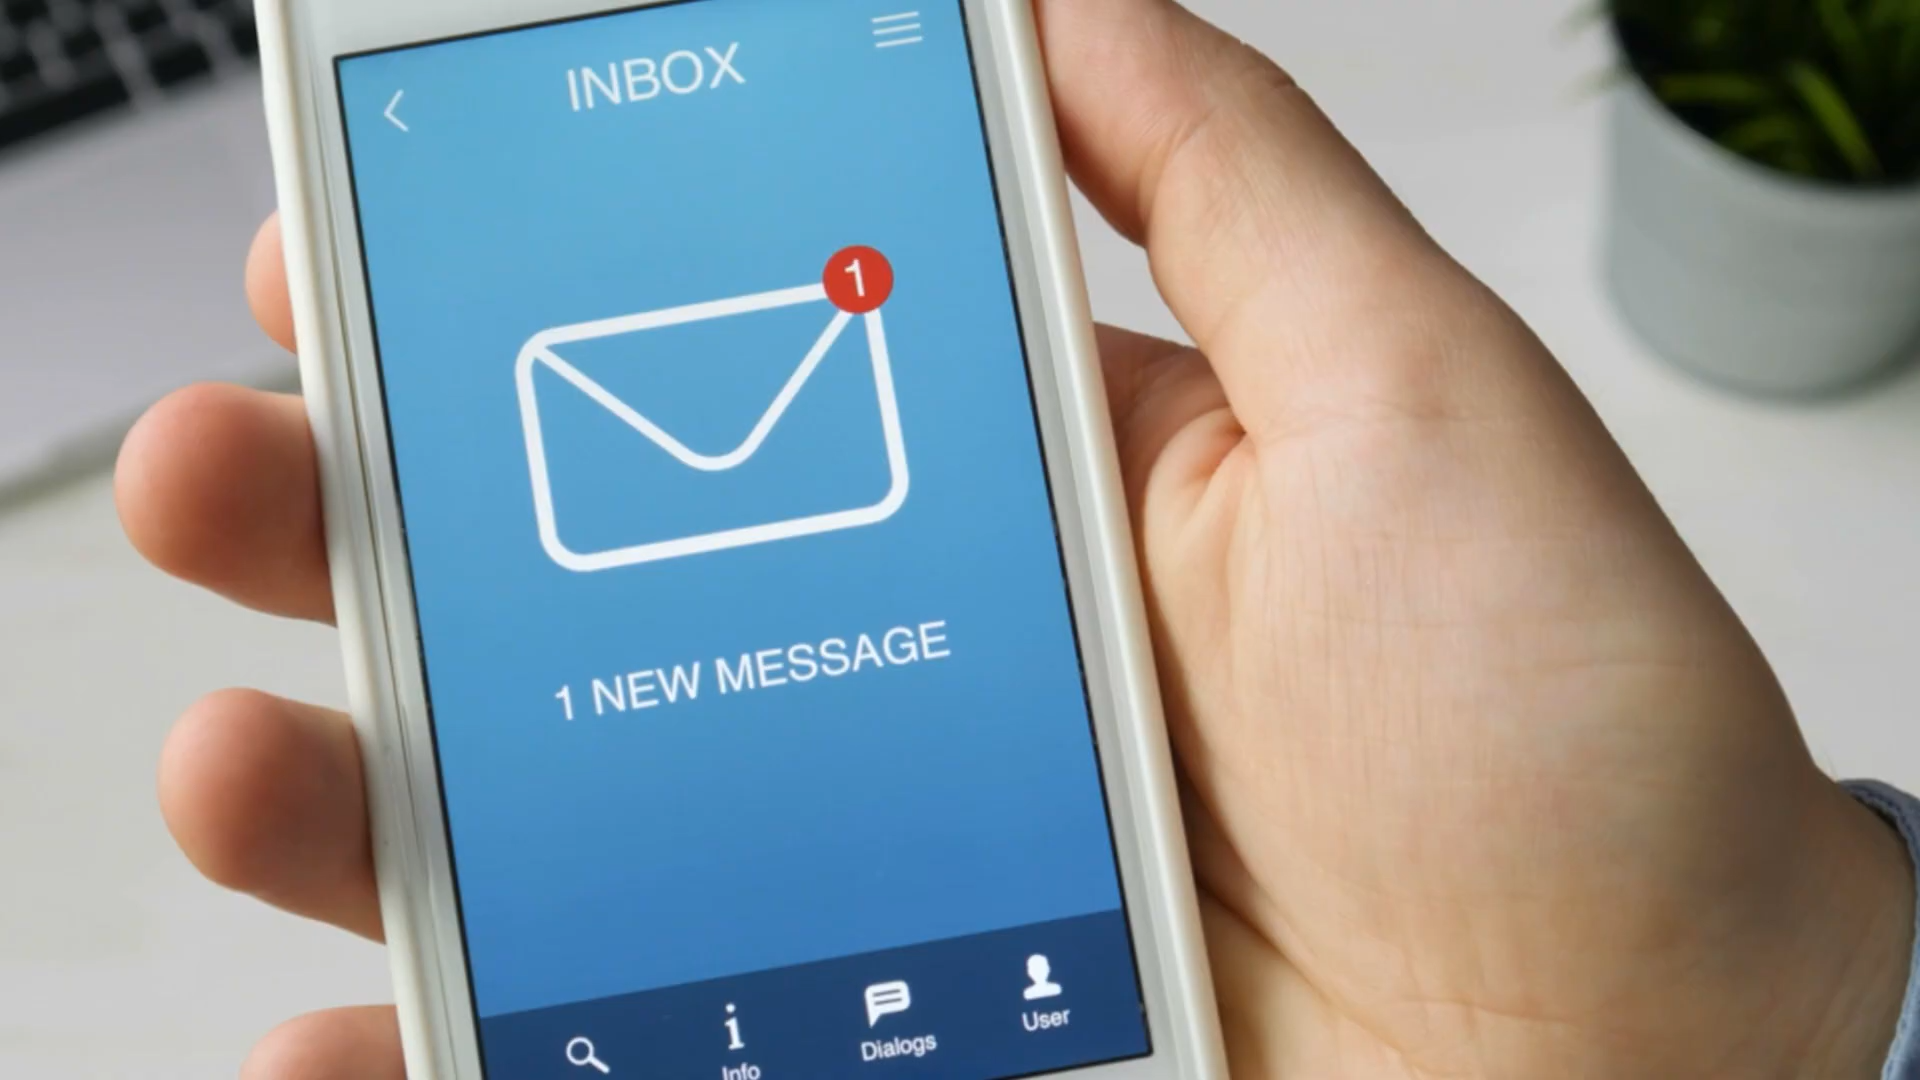 INBOX
1
1 NEW MESSAGE
Info
Dialogs
User